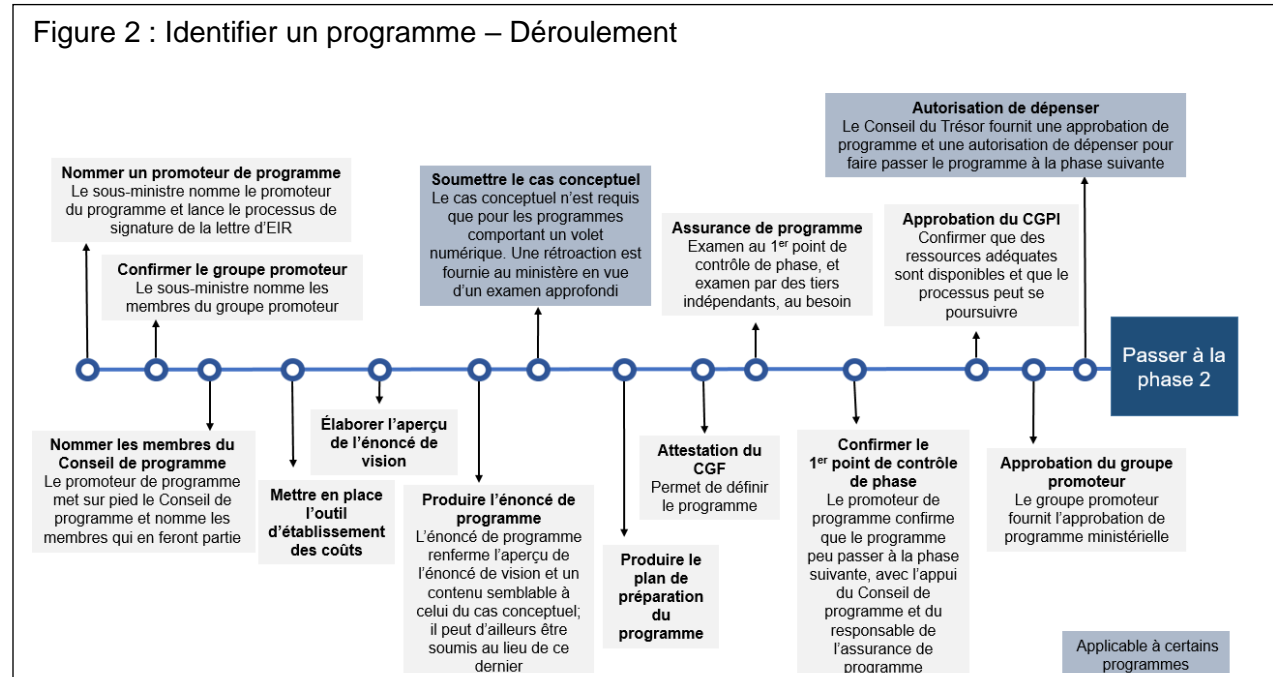 Figure 2 : Identifier un programme – Déroulement
Autorisation de dépenser
Le Conseil du Trésor fournit une approbation de
programme et une autorisation de dépenser pour
faire passer le programme à la phase suivante
Nommer un promoteur de programme
Le sous-ministre nomme le promoteur
du programme et lance le processus de
signature de la lettre d’EIR
Soumettre le cas conceptuel
Le cas conceptuel n’est requis
que pour les programmes
comportant un volet
numérique. Une rétroaction est
fournie au ministère en vue
d’un examen approfondi
Confirmer le groupe promoteur
Le sous-ministre nomme les
membres du groupe promoteur
Assurance de programme
Examen au 1er point de
contrôle de phase, et
examen par des tiers
indépendants, au besoin
Approbation du CGPI
Confirmer que des
ressources adéquates
sont disponibles et que le
processus peut se
poursuivre
Passer à la
phase 2
Nommer les membres du
Conseil de programme
Le promoteur de programme
met sur pied le Conseil de
programme et nomme les
membres qui en feront partie
Mettre en place
l’outil
d’établissement
des coûts
Élaborer l’aperçu
de l’énoncé de
vision
Produire l’énoncé de
programme
L’énoncé de programme
renferme l’aperçu de
l’énoncé de vision et un
contenu semblable à
celui du cas conceptuel;
il peut d’ailleurs être
soumis au lieu de ce
dernier
Produire le
plan de
préparation
du
programme
Attestation du
CGF
Permet de définir
le programme
Confirmer le
1er point de contrôle
de phase
Le promoteur de
programme confirme
que le programme
peu passer à la phase
suivante, avec l’appui
du Conseil de
programme et du
responsable de
l’assurance de
programme
Approbation du groupe
promoteur
Le groupe promoteur
fournit l’approbation de
programme ministérielle
Applicable à certains
programmes